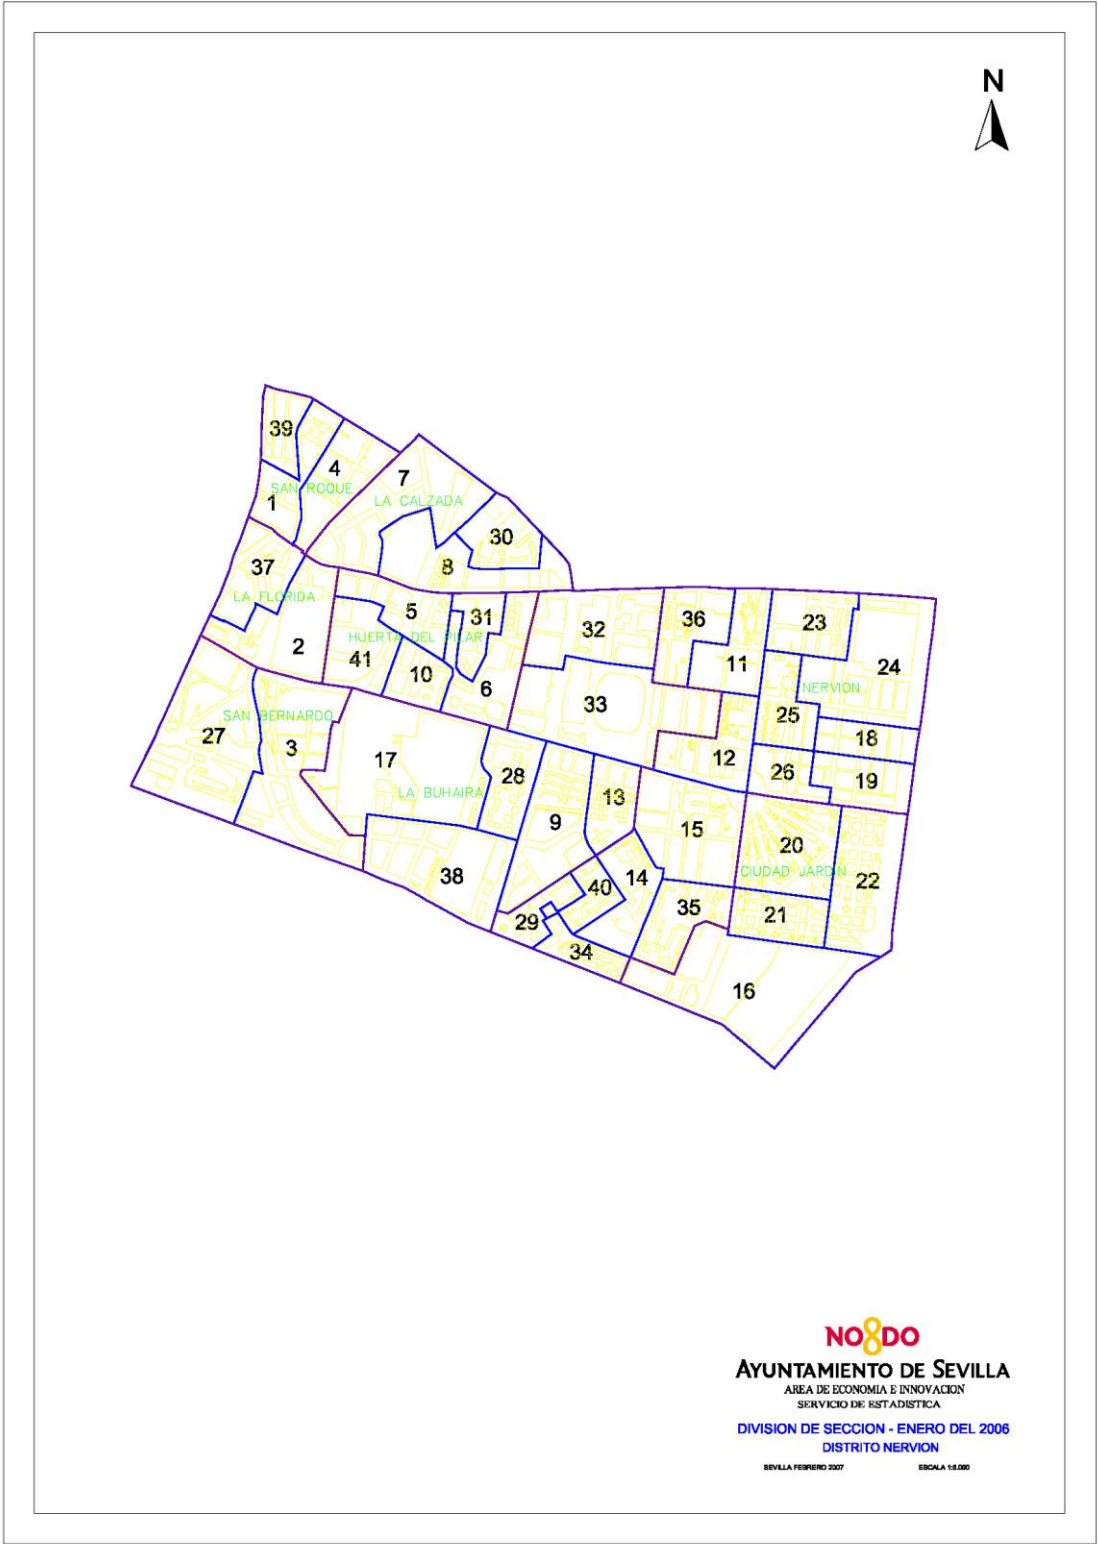 N
39
4
7
SAN ROQUE
LA CALZADA
1
30
37
8
LA FLORIDA
5
31
32
36
23
HUERTA DEL PILAR
2
41
10
6
33
11
24
NERVION
SAN BERNARDO
27
3
17
28
25
18
12
26
19
LA BUHAIRA
13
9
15
20
CIUDAD JARDIN
38
40
14
22
35
21
29
34
16
NO8DO
AYUNTAMIENTO DE SEVILLA
AREA DE ECONOMIA E INNOVACION
SERVICIO DE ESTADISTICA
DIVISION DE SECCION - ENERO DEL 2006
DISTRITO NERVION
SEVILLA FEBRERO 2007
ESCALA